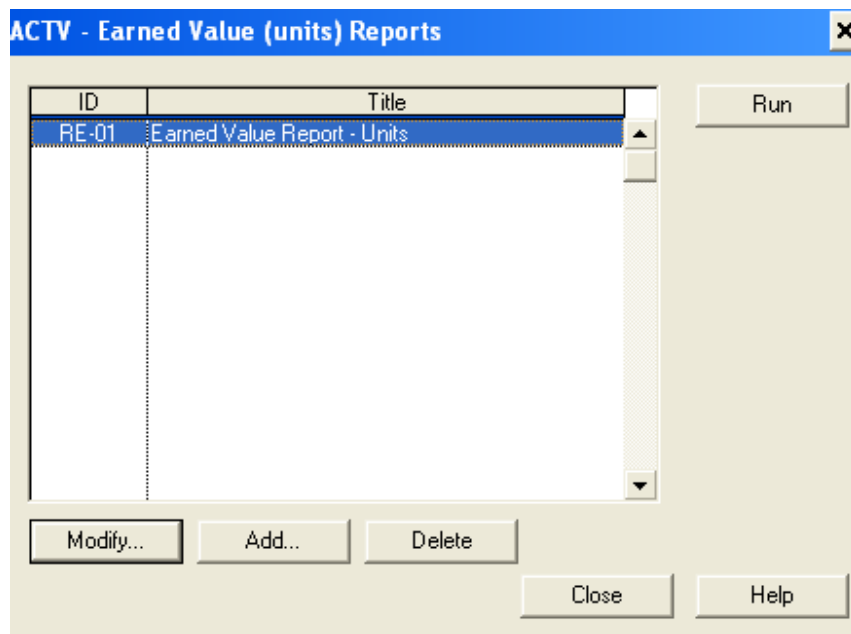 ACTV - Earned Value (units) Reports
ID Title
Run
RE-01 Earned Value Report - Units
Modify... Add... Delete
Close Help